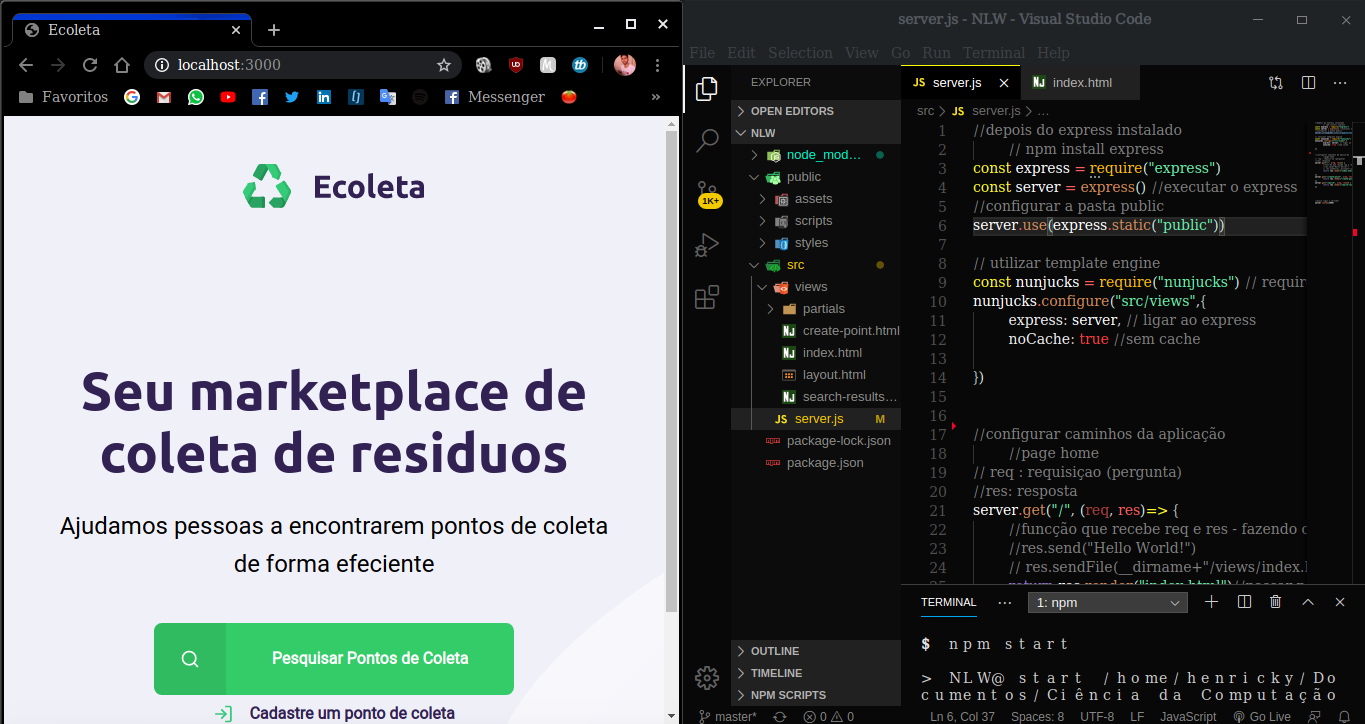 Ecoleta
localhost:3000
Favoritos
Messenger
»
Ecoleta
Seu marketplace de
coleta de residuos
Ajudamos pessoas a encontrarem pontos de coleta
de forma efeciente
Pesquisar Pontos de Coleta
Cadastre um ponto de coleta
server.js - NLW - Visual Studio Code
File Edit Selection View Go Run Terminal Help
EXPLORER
OPEN EDITORS
NLW
node_mod...
public
assets
scripts
styles
src
views
partials
create-point.html
index.html
layout.html
search-results...
server.js M
package-lock.json
package.json
OUTLINE
TIMELINE
NPM SCRIPTS
1K+
server.js
index.html
src > server.js > ...
1 //depois do express instalado
2 // npm install express
3 const express = require("express")
4 const server = express() //executar o express
5 //configurar a pasta public
6 server.use(express.static("public"))
7
8 // utilizar template engine
9 const nunjucks = require("nunjucks") // requir
10 nunjucks.configure("src/views",{
11 express: server, // ligar ao express
12 noCache: true //sem cache
13
14 })
15
16
17 //configurar caminhos da aplicação
18 //page home
19 // req : requisiçao (pergunta)
20 //res: resposta
21 server.get("/", (req, res)=> {
22 //funcção que recebe req e res - fazendo c
23 //res.send("Hello World!")
24 // res.sendFile(__dirname+"/views/index.h
25 return res.render("index.html")
TERMINAL
1: npm
$ npm start
> NLW@ start /home/henricky/Do
cumentos/Ciência da Computação
master*
0 0
Ln 6, Col 37
Spaces: 8
UTF-8
LF
JavaScript
Go Live